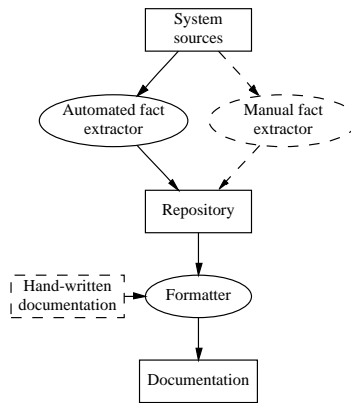 System
sources
Automated fact
extractor
Manual fact
extractor
Repository
Hand-written
documentation
Formatter
Documentation